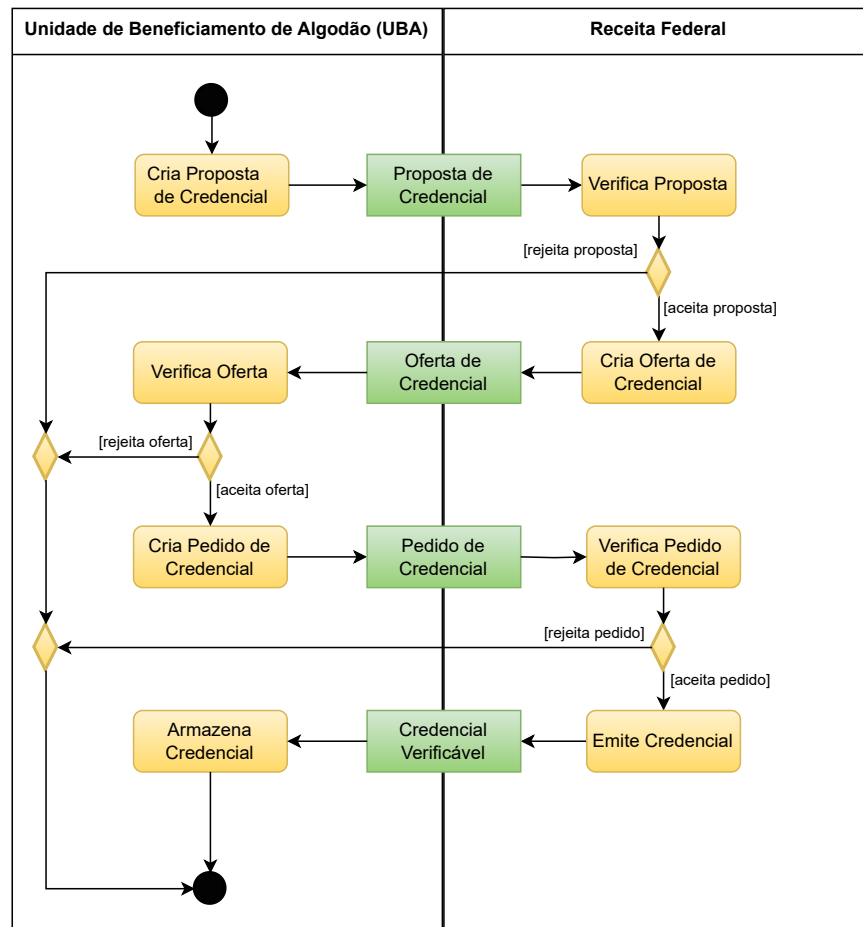 Unidade de Beneficiamento de Algodão (UBA)
Receita Federal
Cria Proposta
de Credencial
Proposta de
Credencial
Verifica Proposta
[rejeita proposta]
[aceita proposta]
Verifica Oferta
Oferta de
Credencial
Cria Oferta de
Credencial
[rejeita oferta]
[aceita oferta]
Cria Pedido de
Credencial
Pedido de
Credencial
Verifica Pedido
de Credencial
[rejeita pedido]
[aceita pedido]
Armazena
Credencial
Credencial
Verificável
Emite Credencial